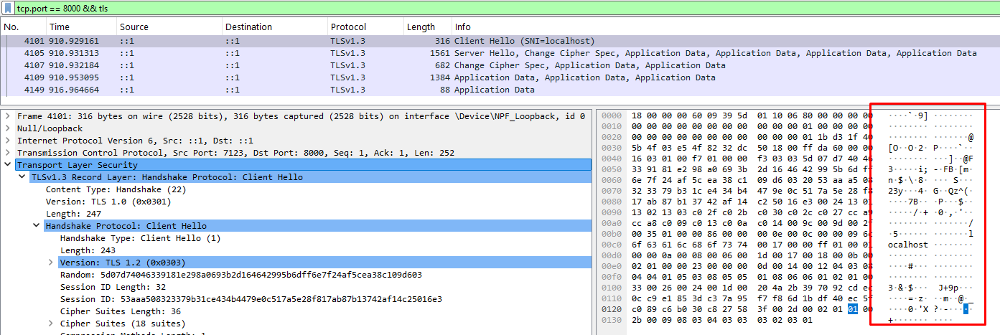 tcp.port == 8000 && tls
No. Time Source Destination Protocol Length Info
4101 910.929161 ::1 ::1 TLSv1.3 316 Client Hello (SNI=localhost)
4105 910.931313 ::1 ::1 TLSv1.3 1561 Server Hello, Change Cipher Spec, Application Data, Application Data, Application Data, Application Data
4107 910.932184 ::1 ::1 TLSv1.3 682 Change Cipher Spec, Application Data, Application Data
4109 910.953095 ::1 ::1 TLSv1.3 1384 Application Data, Application Data, Application Data
4149 916.964664 ::1 ::1 TLSv1.3 88 Application Data
Frame 4101: 316 bytes on wire (2528 bits), 316 bytes captured (2528 bits) on interface \Device\NPF_Loopback, id 0
Null/Loopback
Internet Protocol Version 6, Src: ::1, Dst: ::1
Transmission Control Protocol, Src Port: 7123, Dst Port: 8000, Seq: 1, Ack: 1, Len: 252
Transport Layer Security
TLSv1.3 Record Layer: Handshake Protocol: Client Hello
Content Type: Handshake (22)
Version: TLS 1.0 (0x0301)
Length: 247
Handshake Protocol: Client Hello
Handshake Type: Client Hello (1)
Length: 243
Version: TLS 1.2 (0x0303)
Random: 5d07d74046339181e298a0693b2d164642995b6dff6e7f24af5cea38c109d603
Session ID Length: 32
Session ID: 53aaa508323379b31ce434b4479e0c517a5e28f817ab87b13742af14c25016e3
Cipher Suites Length: 36
Cipher Suites (18 suites)
0000 18 00 00 00 60 09 39 5d 01 10 06 80 00 00 00 00 ····`·9] ········
0010 00 00 00 00 00 00 00 00 00 00 00 01 00 00 00 00 ········ ········
0020 00 00 00 00 00 00 00 00 00 00 00 01 1b d3 1f 40 ········ ·······@
0030 5b 4f 03 e5 4f 82 32 dc 50 18 00 ff da 60 00 00 [O··O·2· P····`··
0040 16 03 01 00 f7 01 00 00 f3 03 03 5d 07 d7 40 46 ········ ···]··@F
0050 33 91 81 e2 98 a0 69 3b 2d 16 46 42 99 5b 6d ff 3·····i; -·FB·[m·
0060 6e 7f 24 af 5c ea 38 c1 09 d6 03 20 53 aa a5 08 n·$·\·8· ··· S···
0070 32 33 79 b3 1c e4 34 b4 47 9e 0c 51 7a 5e 28 f8 23y···4· G··Qz^(·
0080 17 ab 87 b1 37 42 af 14 c2 50 16 e3 00 24 13 01 ····7B·· ·P···$··
0090 13 02 13 03 c0 2f c0 2b c0 30 c0 2c c0 27 cc a9 ·····/·+ ·0·,·'··
00a0 cc a8 c0 09 c0 13 c0 0a c0 14 00 9c 00 9d 00 2f ········ ·······/
00b0 00 35 01 00 00 86 00 00 00 0e 00 0c 00 00 09 6c ·5······ ·······l
00c0 6f 63 61 6c 68 6f 73 74 00 17 00 00 ff 01 00 01 ocalhost ········
00d0 00 00 0a 00 08 00 06 00 1d 00 17 00 18 00 0b 00 ········ ········
00e0 02 01 00 00 23 00 00 00 0d 00 14 00 12 04 03 08 ····#··· ········
00f0 04 04 01 05 03 08 05 05 01 08 06 06 01 02 01 00 ········ ········
0100 33 00 26 00 24 00 1d 00 20 4a 2b 39 70 92 cd ec 3·&·$··· J+9p···
0110 0c c9 e1 85 3d c3 7a 95 f7 f8 6d 1b df 40 ec 5f ····=·z· ··m··@·_
0120 c0 89 c6 b0 30 c8 27 58 3f 00 2d 00 02 01 01 00 ····0·'X ?·-·····
0130 2b 00 09 08 03 04 03 03 03 02 03 01 +······· ····